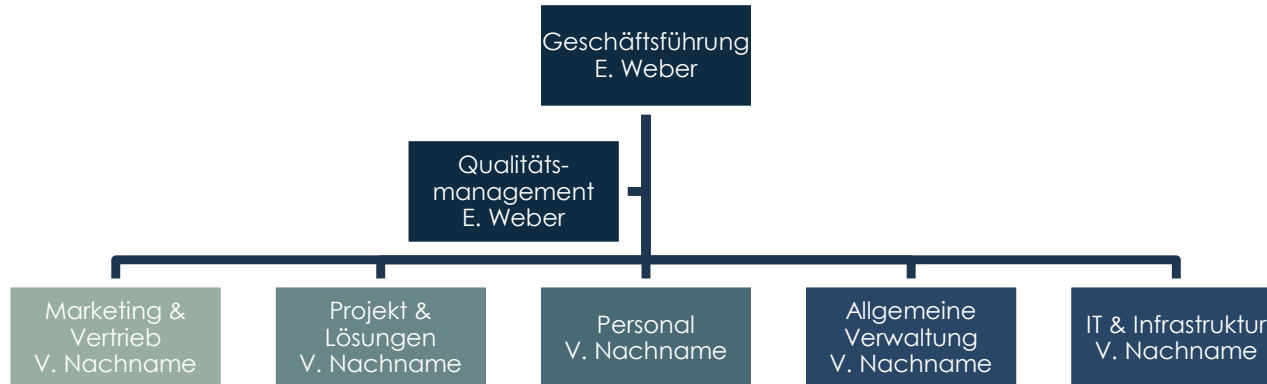 Geschäftsführung
E. Weber
Qualitäts-
management
E. Weber
Marketing &
Vertrieb
V. Nachname
Projekt &
Lösungen
V. Nachname
Personal
V. Nachname
Allgemeine
Verwaltung
V. Nachname
IT & Infrastruktur
V. Nachname